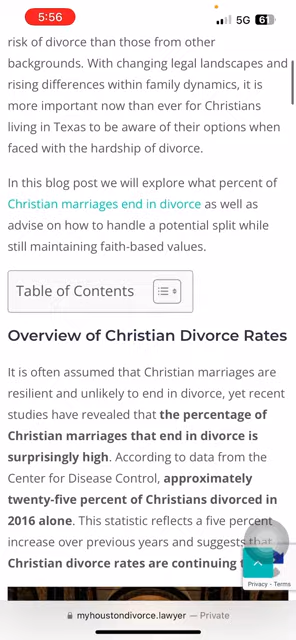 5:56
5G 61
risk of divorce than those from other
backgrounds. With changing legal landscapes and
rising differences within family dynamics, it is
more important now than ever for Christians
living in Texas to be aware of their options when
faced with the hardship of divorce.
In this blog post we will explore what percent of
Christian marriages end in divorce as well as
advise on how to handle a potential split while
still maintaining faith-based values.
Table of Contents
Overview of Christian Divorce Rates
It is often assumed that Christian marriages are
resilient and unlikely to end in divorce, yet recent
studies have revealed that the percentage of
Christian marriages that end in divorce is
surprisingly high. According to data from the
Center for Disease Control, approximately
twenty-five percent of Christians divorced in
2016 alone. This statistic reflects a five percent
increase over previous years and suggests that
Christian divorce rates are continuing
Privacy - Terms
myhoustondivorce.lawyer — Private